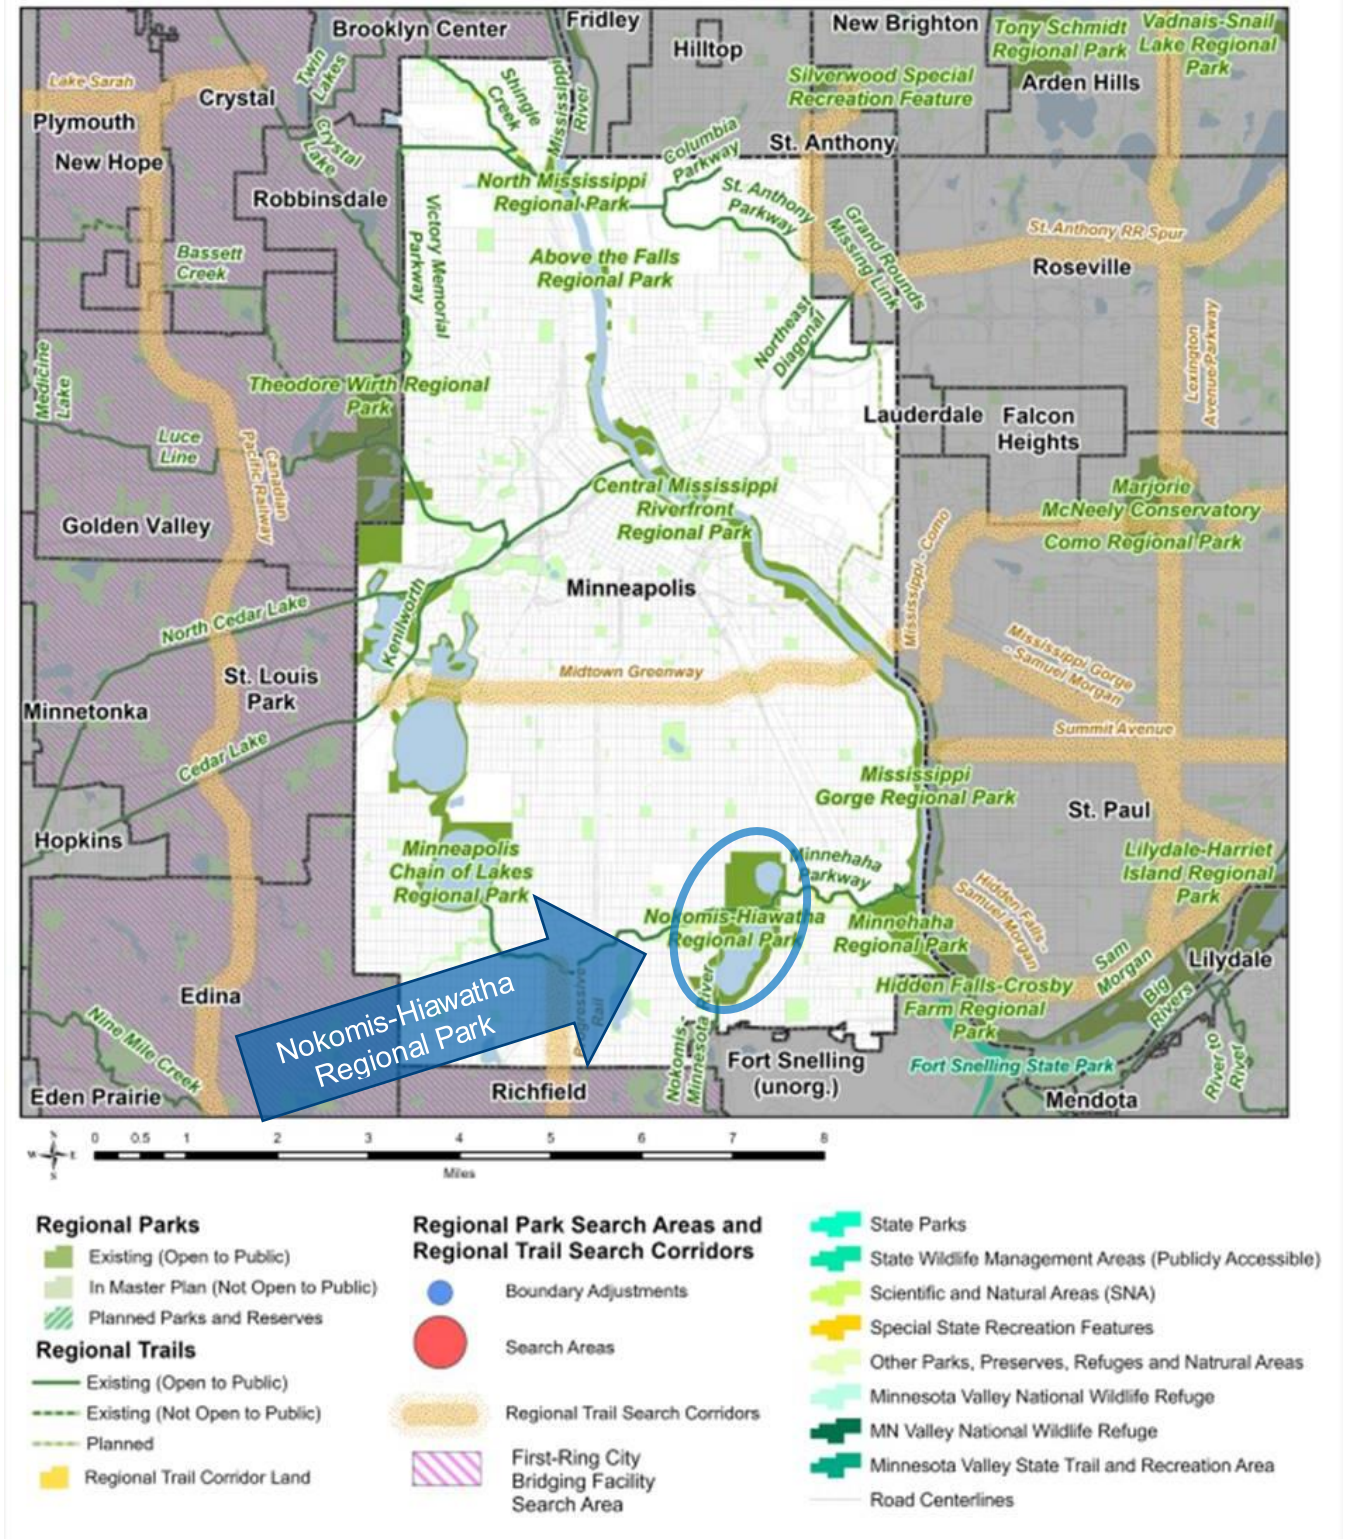 Brooklyn Center
Fridley
Hilltop
New Brighton
Tony Schmidt
Regional Park
Vadnais-Snail
Lake Regional
Park
Lake Sarah
Crystal
Twin
Lakes
Shingle
Creek
Mississippi
River
Silverwood Special
Recreation Feature
Arden Hills
Plymouth
New Hope
Crystal
Lake
Columbia
Parkway
St. Anthony
Robbinsdale
North Mississippi
Regional Park
St. Anthony
Parkway
Victory Memorial
Parkway
Grand Rounds
Missing Link
St. Anthony RR Spur
Bassett
Creek
Above the Falls
Regional Park
Roseville
Northeast
Diagonal
Lexington
Avenue Parkway
Medicine
Lake
Theodore Wirth Regional
Park
Lauderdale
Falcon
Heights
Luce
Line
Canadian
Pacific Railway
Central Mississippi
Riverfront
Regional Park
Marjorie
McNeely Conservatory
Como Regional Park
Golden Valley
Mississippi - Como
Minneapolis
Kenilworth
North Cedar Lake
St. Louis
Park
Midtown Greenway
Mississippi Gorge
- Samuel Morgan
Minnetonka
Summit Avenue
Cedar Lake
Mississippi
Gorge Regional Park
St. Paul
Hopkins
Minneapolis
Chain of Lakes
Regional Park
Minnehaha
Parkway
Lilydale-Harriet
Island Regional
Park
Hidden Falls -
Samuel Morgan
Nokomis-Hiawatha
Regional Park
Minnehaha
Regional Park
Sam
Morgan
Lilydale
Edina
Nokomis-Hiawatha
Regional Park
Rail
Hidden Falls-Crosby
Farm Regional
Park
Big
Rivers
Nine Mile Creek
Nokomis-
Minnesota River
Fort Snelling
(unorg.)
Fort Snelling State Park
River to
River
Eden Prairie
Richfield
Mendota
N
W E
S
0 0.5 1 2 3 4 5 6 7 8
Miles
Regional Parks
Existing (Open to Public)
In Master Plan (Not Open to Public)
Planned Parks and Reserves
Regional Trails
Existing (Open to Public)
Existing (Not Open to Public)
Planned
Regional Trail Corridor Land
Regional Park Search Areas and
Regional Trail Search Corridors
Boundary Adjustments
Search Areas
Regional Trail Search Corridors
First-Ring City
Bridging Facility
Search Area
State Parks
State Wildlife Management Areas (Publicly Accessible)
Scientific and Natural Areas (SNA)
Special State Recreation Features
Other Parks, Preserves, Refuges and Natrural Areas
Minnesota Valley National Wildlife Refuge
MN Valley National Wildlife Refuge
Minnesota Valley State Trail and Recreation Area
Road Centerlines